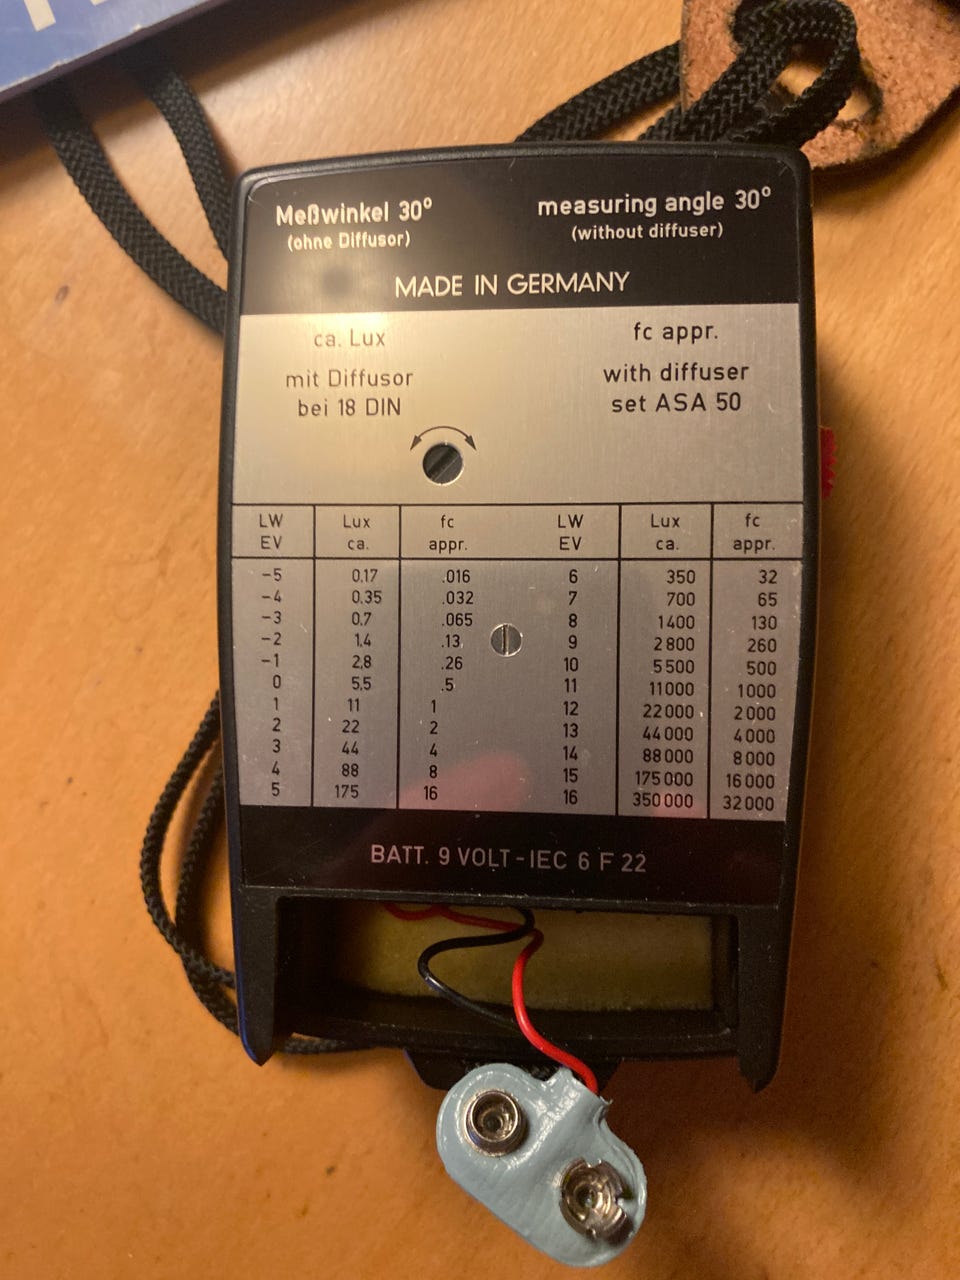 Meßwinkel 30° measuring angle 30°
(ohne Diffusor) (without diffuser)
MADE IN GERMANY
ca. Lux fc appr.
mit Diffusor with diffuser
bei 18 DIN set ASA 50
LW Lux fc LW Lux fc
EV ca. appr. EV ca. appr.
-5 0,17 .016 6 350 32
-4 0,35 .032 7 700 65
-3 0,7 .065 8 1400 130
-2 1,4 .13 9 2800 260
-1 2,8 .26 10 5500 500
0 5,5 .5 11 11000 1000
1 11 1 12 22000 2000
2 22 2 13 44000 4000
3 44 4 14 88000 8000
4 88 8 15 175000 16000
5 175 16 16 350000 32000
BATT. 9 VOLT-IEC 6 F 22